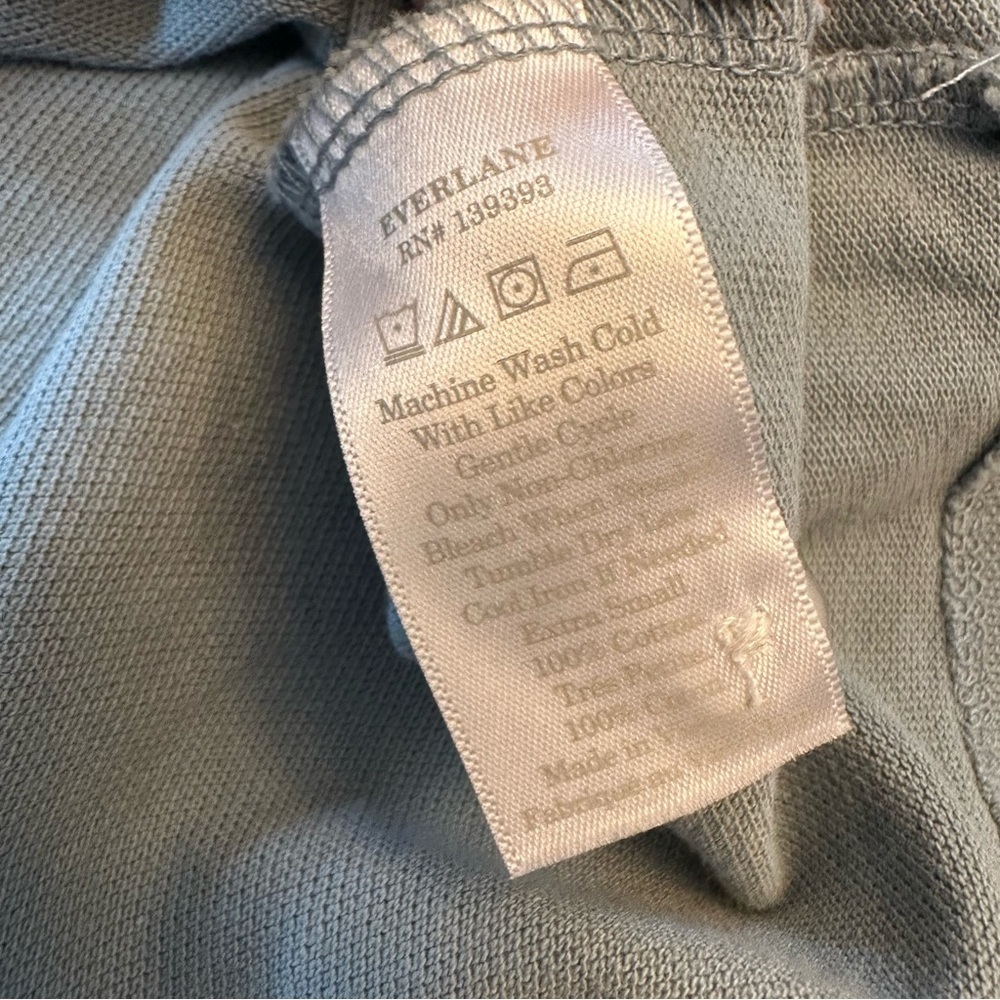 EVERLANE
RN# 139393
Machine Wash Cold
With Like Colors
Gentle Cycle
Only Non-Chlorine
Bleach When Needed
Tumble Dry Low
Cool Iron If Needed
Extra Small
100% Cotton
Tres
100%
Made in